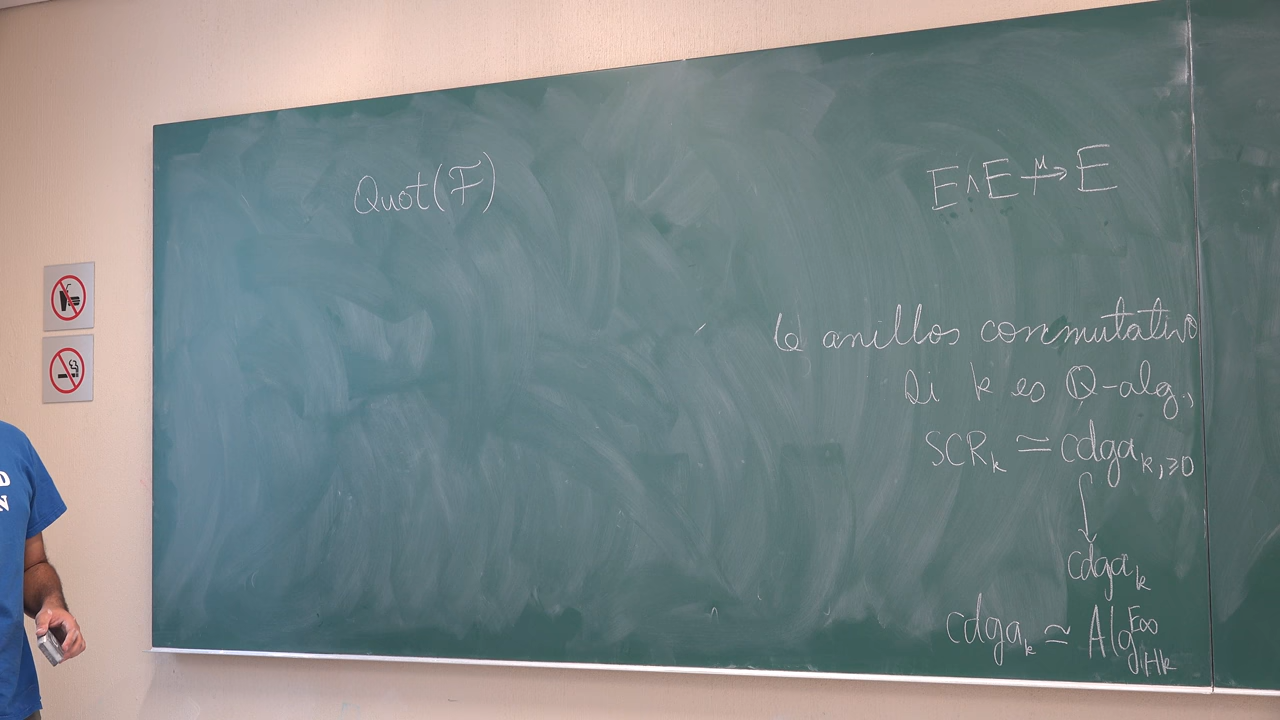 Quot(F)
E∧E →^μ E
anillos conmutativo
Si k es Q-alg.,
SCR_k ≃ cdga_{k,≥0}
↓
cdga_k
cdga_k ≃ Alg^{E∞}_{Hk}
D
N